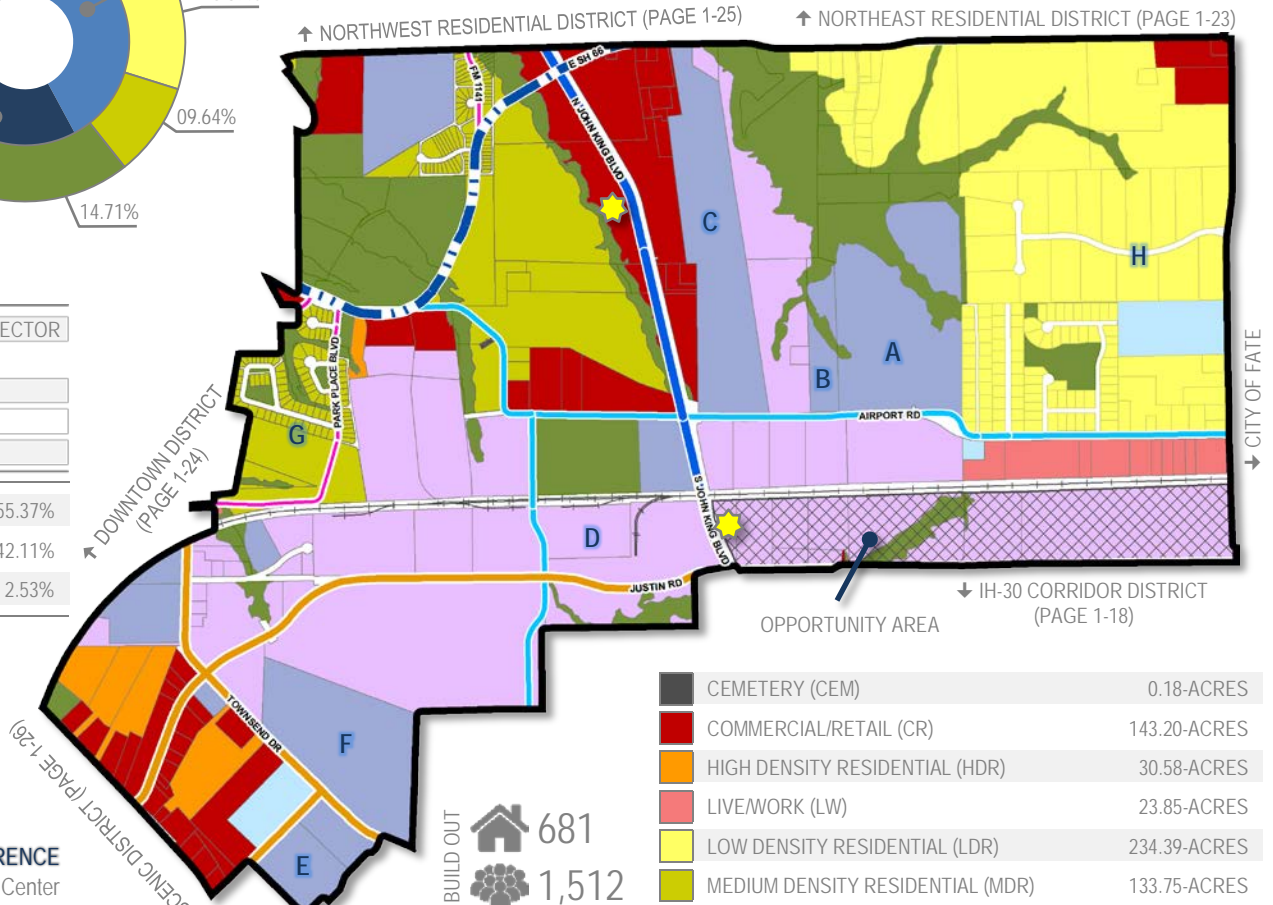 ↑ NORTHWEST RESIDENTIAL DISTRICT (PAGE 1-25)
↑ NORTHEAST RESIDENTIAL DISTRICT (PAGE 1-23)
09.64%
14.71%
ECTOR
55.37%
42.11%
2.53%
E SH 66
FM 1141
N JOHN KING BLVD
C
H
A
B
PARK PLACE BLVD
AIRPORT RD
G
↓ CITY OF FATE
↖ DOWNTOWN DISTRICT
(PAGE 1-24)
S JOHN KING BLVD
D
JUSTIN RD
OPPORTUNITY AREA
↓ IH-30 CORRIDOR DISTRICT
(PAGE 1-18)
TOWNSEND DR
F
E
CENIC DISTRICT (PAGE 1-26)
RENCE
Center
BUILD OUT
681
1,512
CEMETERY (CEM) 0.18-ACRES
COMMERCIAL/RETAIL (CR) 143.20-ACRES
HIGH DENSITY RESIDENTIAL (HDR) 30.58-ACRES
LIVE/WORK (LW) 23.85-ACRES
LOW DENSITY RESIDENTIAL (LDR) 234.39-ACRES
MEDIUM DENSITY RESIDENTIAL (MDR) 133.75-ACRES